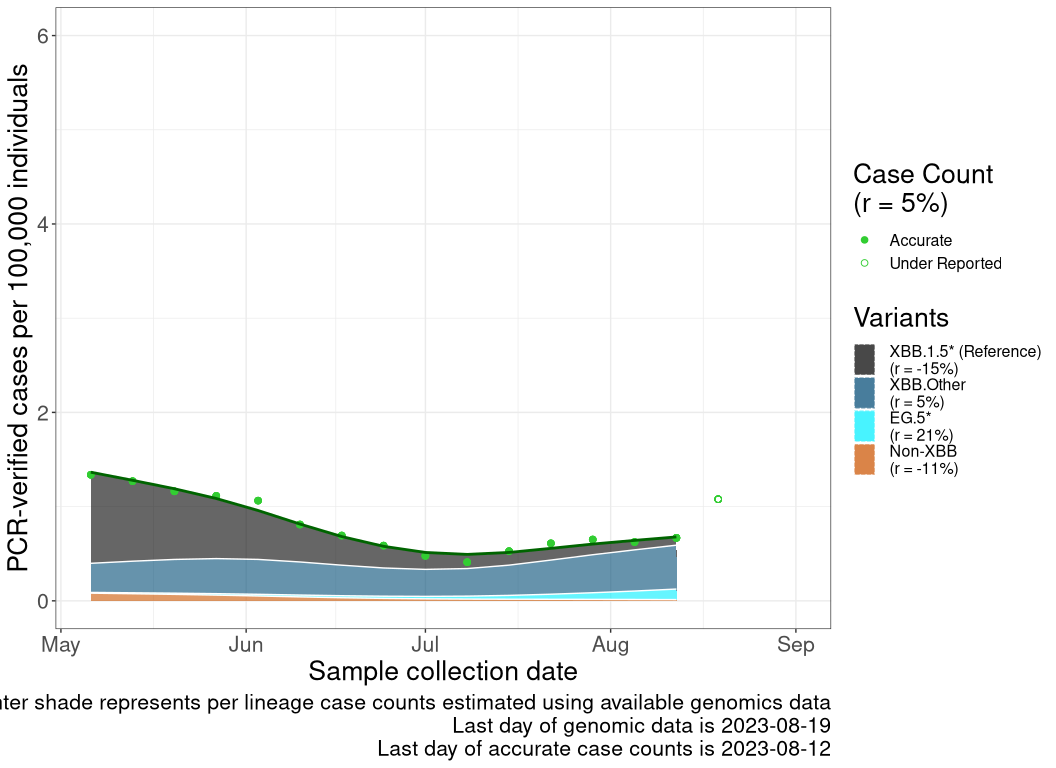 PCR-verified cases per 100,000 individuals
6
4
2
0
May Jun Jul Aug Sep
Sample collection date
Case Count
(r = 5%)
Accurate
Under Reported
Variants
XBB.1.5* (Reference)
(r = -15%)
XBB.Other
(r = 5%)
EG.5*
(r = 21%)
Non-XBB
(r = -11%)
shade represents per lineage case counts estimated using available genomics data
Last day of genomic data is 2023-08-19
Last day of accurate case counts is 2023-08-12